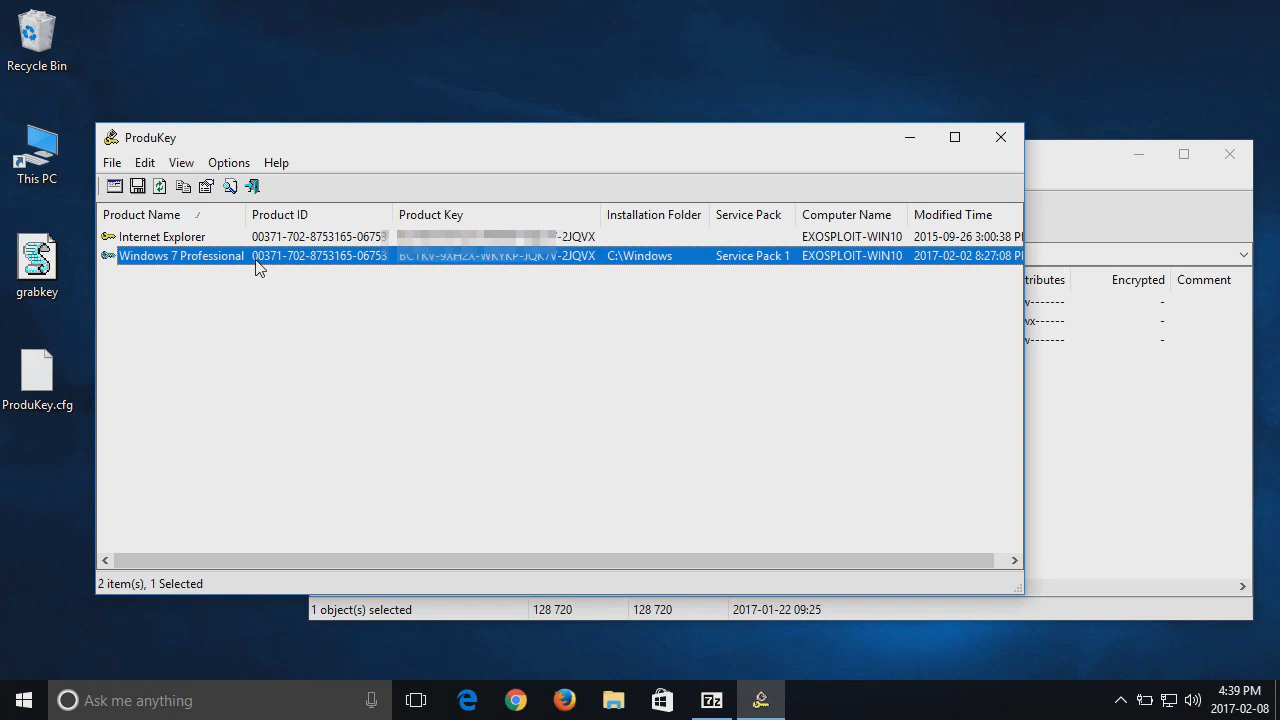 Recycle Bin
This PC
grabkey
ProduKey.cfg
ProduKey
File Edit View Options Help
Product Name Product ID Product Key Installation Folder Service Pack Computer Name Modified Time
Internet Explorer 00371-702-8753165-06753 -2JQVX EXOSPLOIT-WIN10 2015-09-26 3:00:38 P
Windows 7 Professional 00371-702-8753165-06753 -2JQVX C:\Windows Service Pack 1 EXOSPLOIT-WIN10 2017-02-02 8:27:08 P
2 item(s), 1 Selected
tributes Encrypted Comment
w------- -
wx------ -
w------- -
1 object(s) selected 128 720 128 720 2017-01-22 09:25
Ask me anything
7z
4:39 PM
2017-02-08